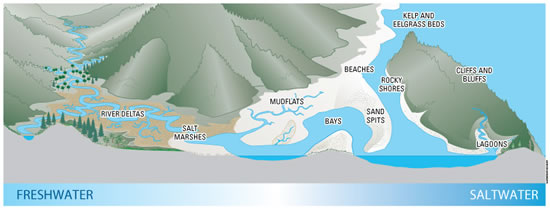 KELP AND
EELGRASS BEDS
BEACHES
ROCKY
SHORES
CLIFFS AND
BLUFFS
MUDFLATS
RIVER DELTAS
BAYS
SAND
SPITS
SALT
MARSHES
LAGOONS
FRESHWATER
SALTWATER